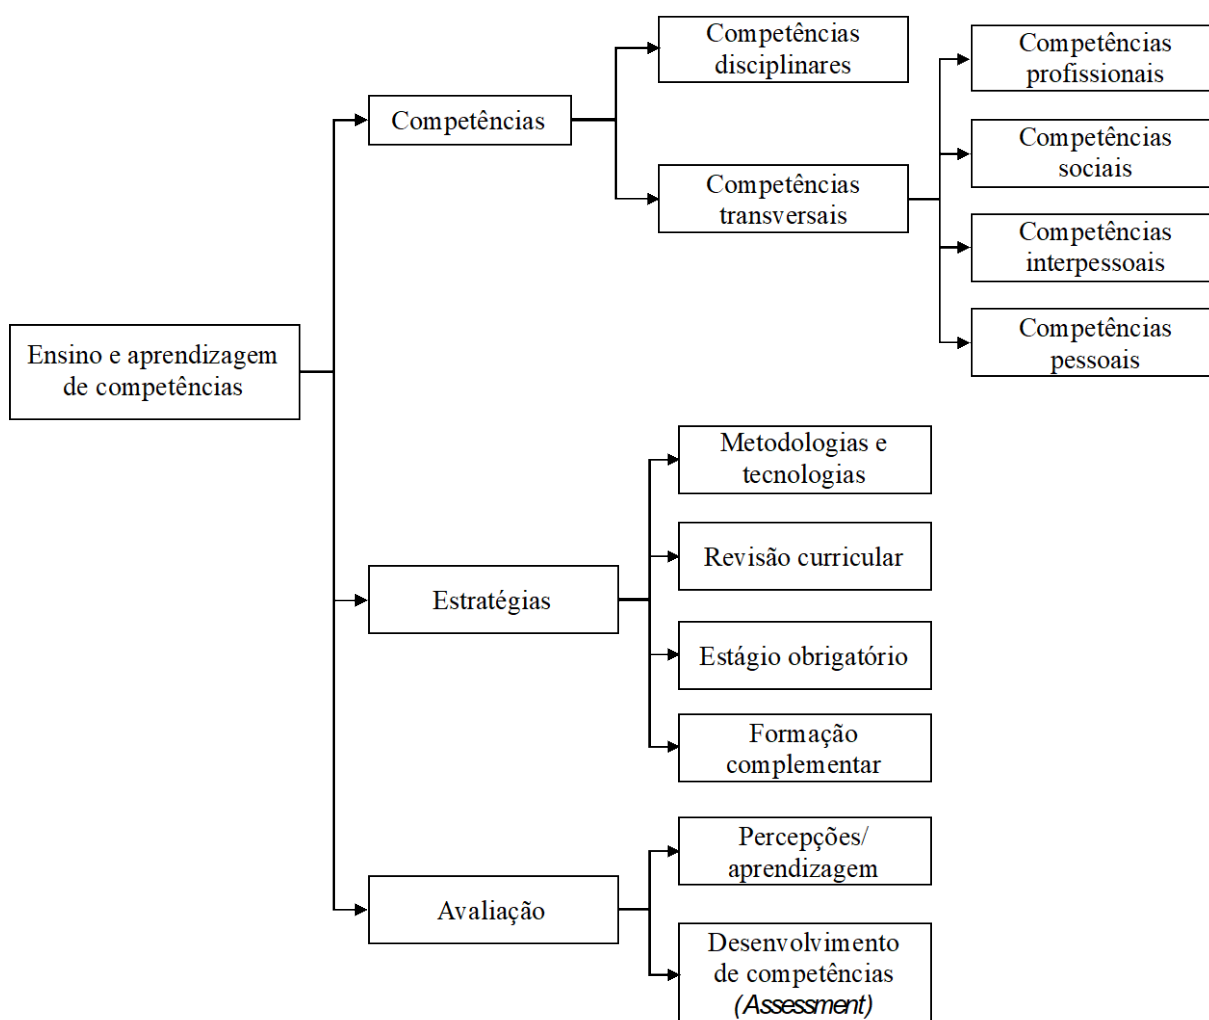 Competências
disciplinares
Competências
profissionais
Competências
Competências
sociais
Competências
transversais
Competências
interpessoais
Competências
pessoais
Ensino e aprendizagem
de competências
Metodologias e
tecnologias
Revisão curricular
Estratégias
Estágio obrigatório
Formação
complementar
Percepções/
aprendizagem
Avaliação
Desenvolvimento
de competências
(Assessment)